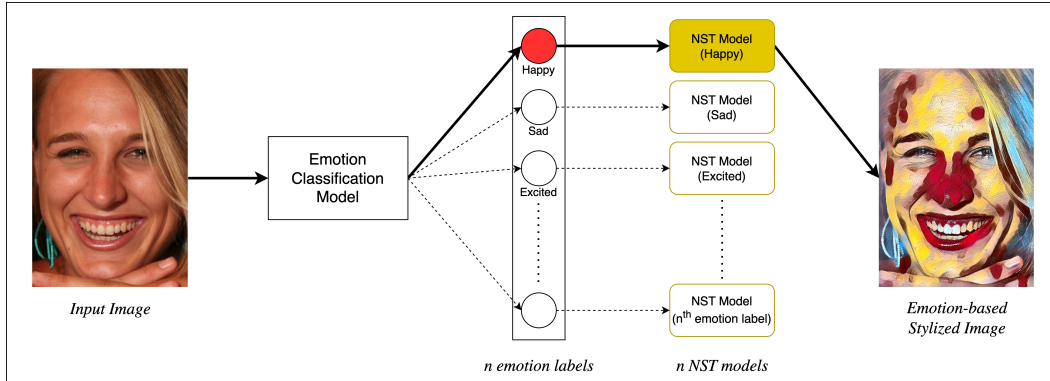 Input Image
Emotion
Classification
Model
Happy
Sad
Excited
n emotion labels
NST Model
(Happy)
NST Model
(Sad)
NST Model
(Excited)
NST Model
(nth emotion label)
n NST models
Emotion-based
Stylized Image